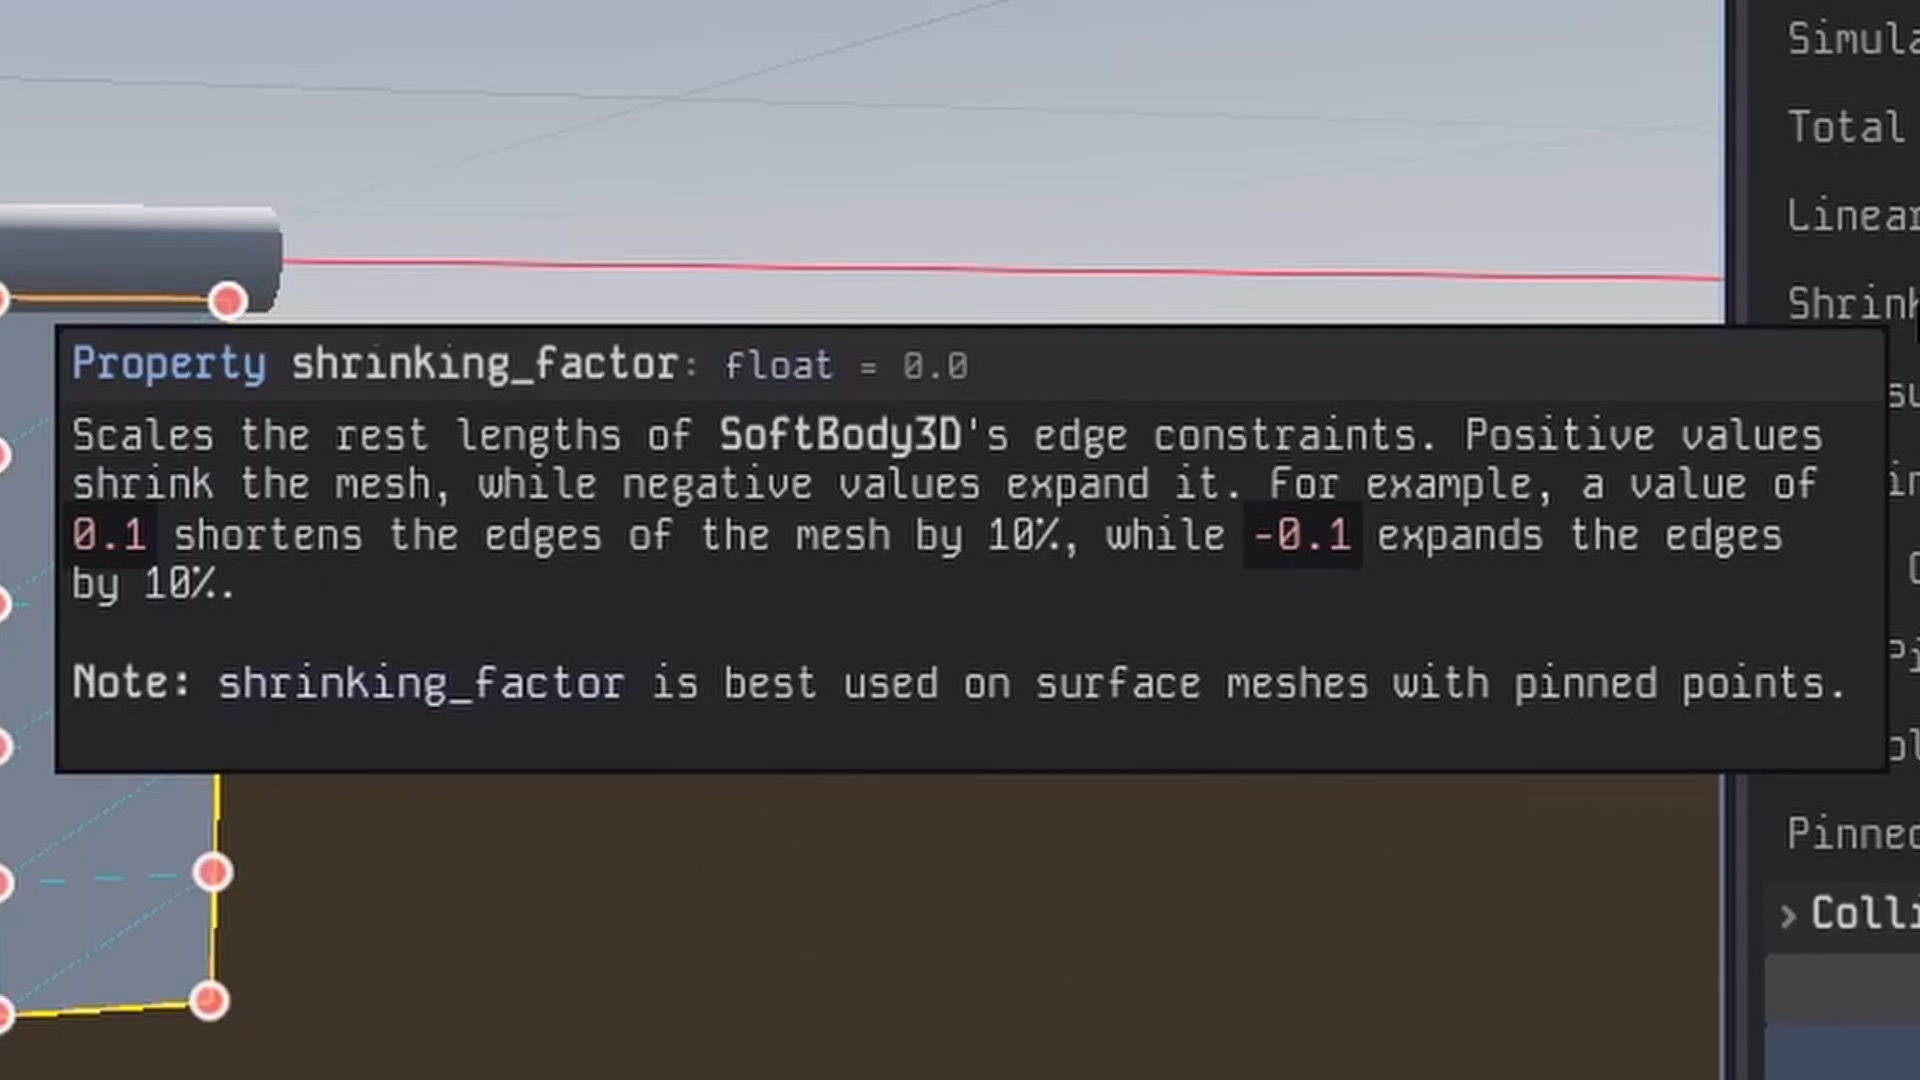 Simula
Total
Linear
Shrink
Property shrinking_factor: float = 0.0
Scales the rest lengths of SoftBody3D's edge constraints. Positive values
shrink the mesh, while negative values expand it. For example, a value of
0.1 shortens the edges of the mesh by 10%, while -0.1 expands the edges
by 10%.
Note: shrinking_factor is best used on surface meshes with pinned points.
Pinned
Colli